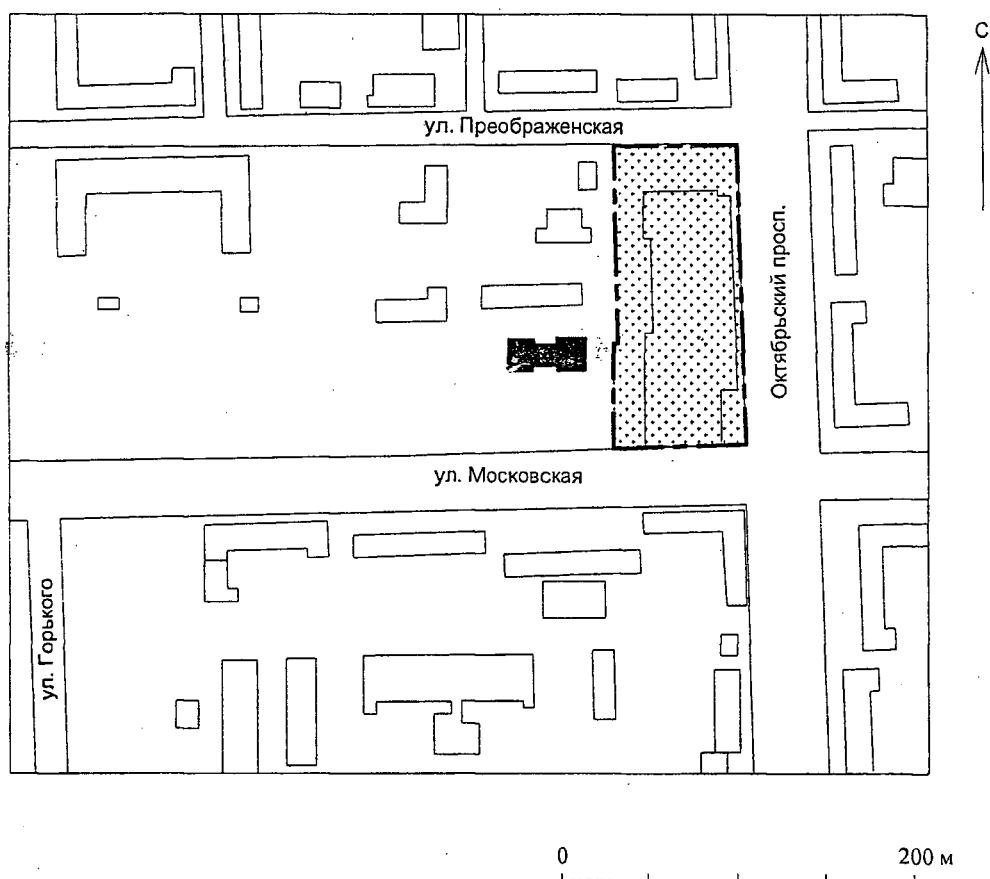 С
ул. Преображенская
Октябрьский просп.
ул. Московская
ул. Горького
0 200 м